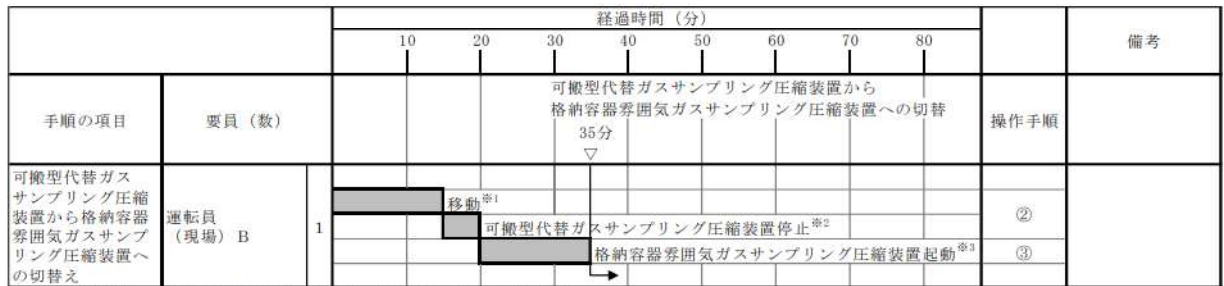 経過時間(分)
10 20 30 40 50 60 70 80
備考
手順の項目
要員(数)
可搬型代替ガスサンプリング圧縮装置から
格納容器雰囲気ガスサンプリング圧縮装置への切替
35分
▽
操作手順
可搬型代替ガス
サンプリング圧縮
装置から格納容器
雰囲気ガスサンプ
リング圧縮装置へ
の切替え
運転員
(現場)B
1
移動※1
可搬型代替ガスサンプリング圧縮装置停止※2
②
格納容器雰囲気ガスサンプリング圧縮装置起動※3
③